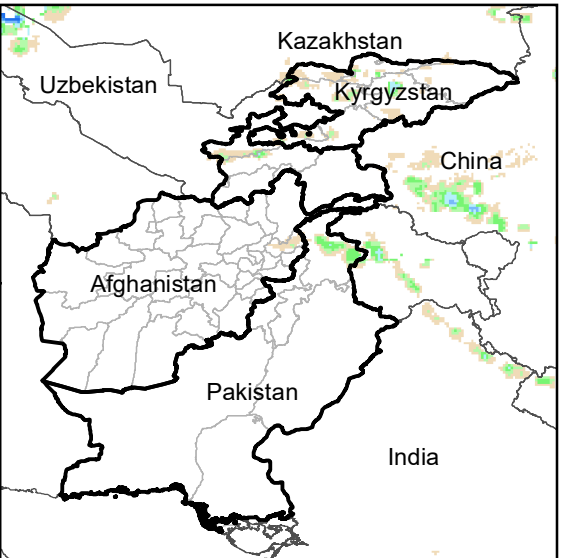 Kazakhstan
Uzbekistan
Kyrgyzstan
China
Afghanistan
Pakistan
India